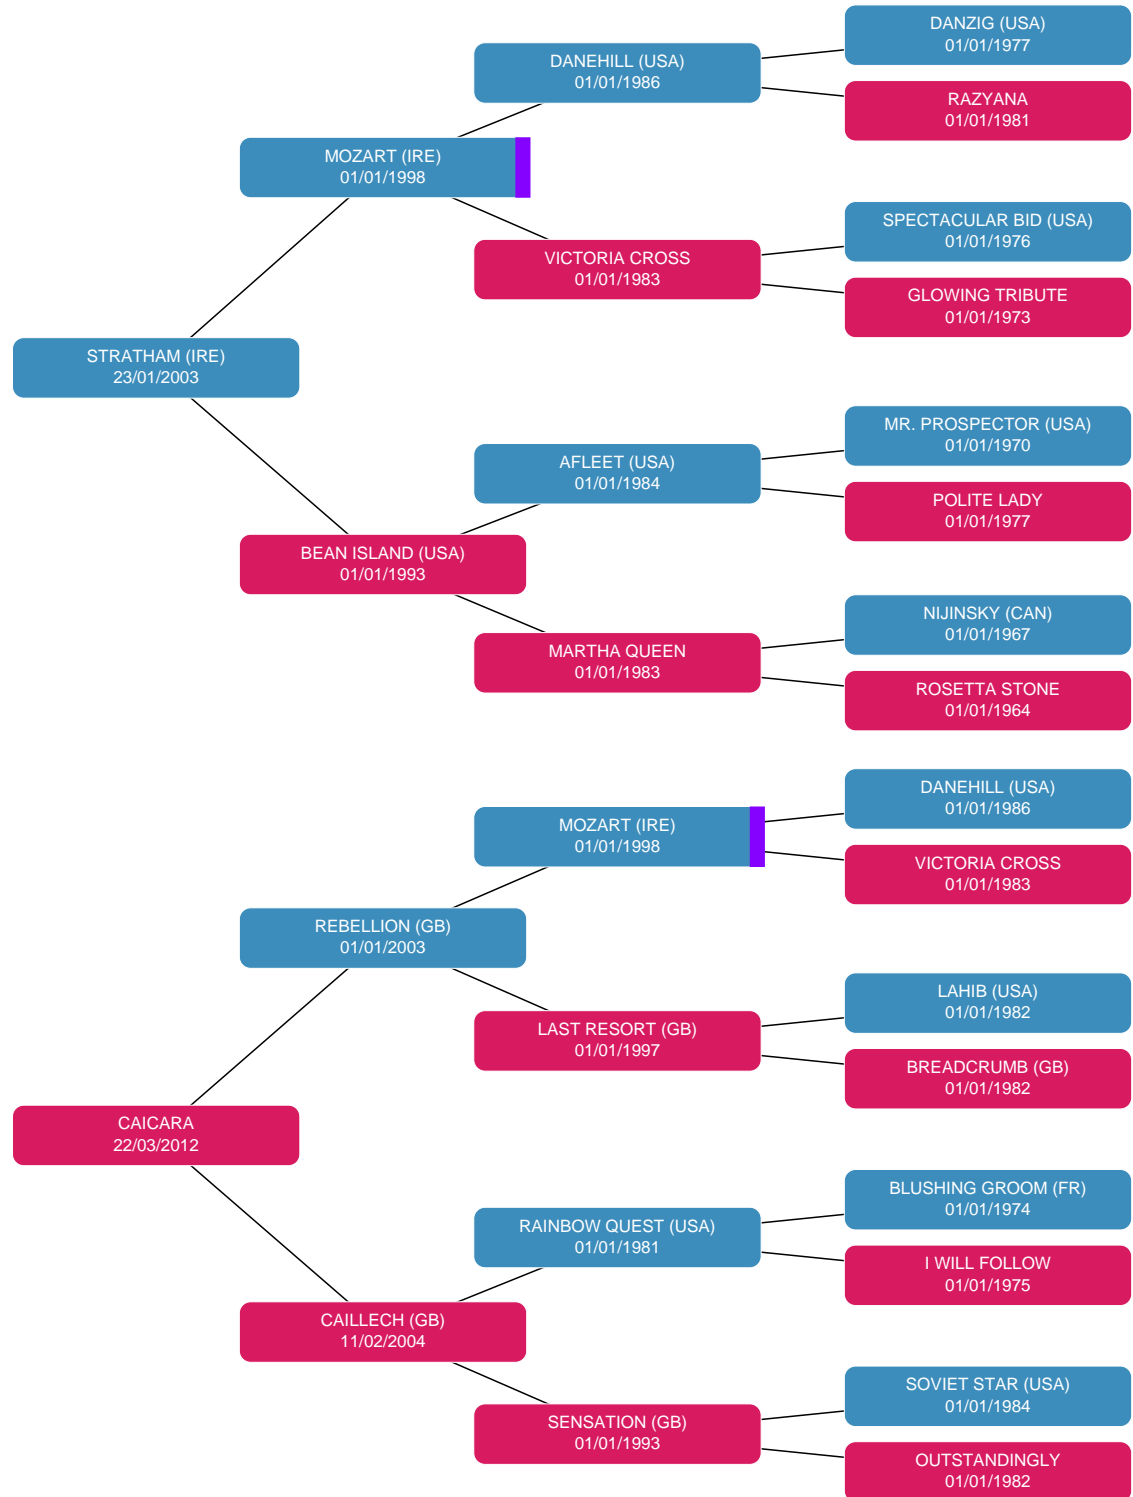 DANZIG (USA)
01/01/1977
DANEHILL (USA)
01/01/1986
RAZYANA
01/01/1981
MOZART (IRE)
01/01/1998
SPECTACULAR BID (USA)
01/01/1976
VICTORIA CROSS
01/01/1983
GLOWING TRIBUTE
01/01/1973
STRATHAM (IRE)
23/01/2003
MR. PROSPECTOR (USA)
01/01/1970
AFLEET (USA)
01/01/1984
POLITE LADY
01/01/1977
BEAN ISLAND (USA)
01/01/1993
NIJINSKY (CAN)
01/01/1967
MARTHA QUEEN
01/01/1983
ROSETTA STONE
01/01/1964
DANEHILL (USA)
01/01/1986
MOZART (IRE)
01/01/1998
VICTORIA CROSS
01/01/1983
REBELLION (GB)
01/01/2003
LAHIB (USA)
01/01/1982
LAST RESORT (GB)
01/01/1997
BREADCRUMB (GB)
01/01/1982
CAICARA
22/03/2012
BLUSHING GROOM (FR)
01/01/1974
RAINBOW QUEST (USA)
01/01/1981
I WILL FOLLOW
01/01/1975
CAILLECH (GB)
11/02/2004
SOVIET STAR (USA)
01/01/1984
SENSATION (GB)
01/01/1993
OUTSTANDINGLY
01/01/1982